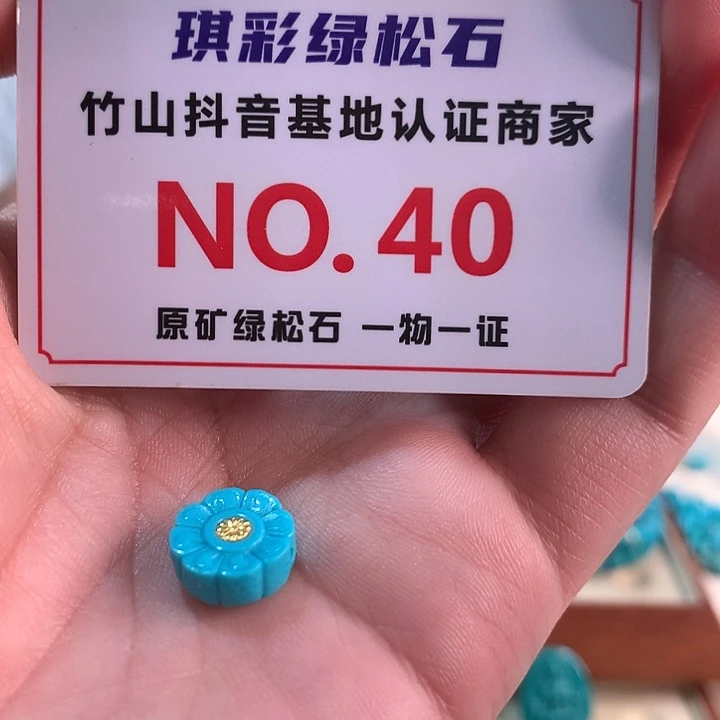 琪彩绿松石
竹山抖音基地认证商家
NO. 40
原矿绿松石 一物一证